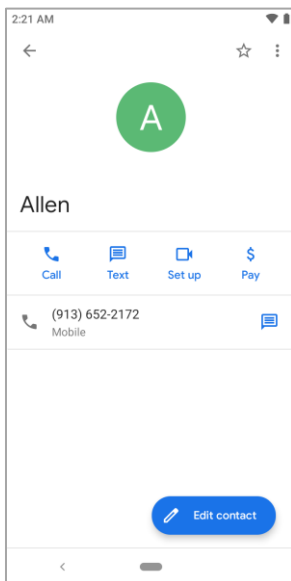 2:21 AM
A
Allen
$
Call Text Set up Pay
(913) 652-2172
Mobile
Edit contact